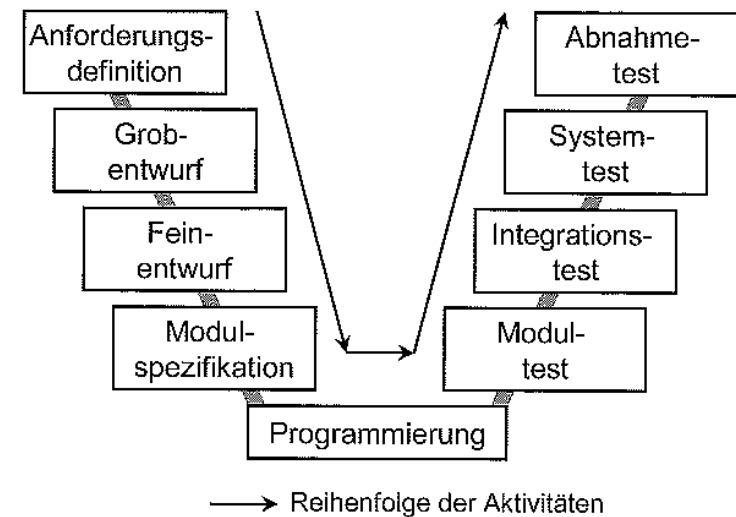 Anforderungs-
definition
Grob-
entwurf
Fein-
entwurf
Modul-
spezifikation
Programmierung
Modul-
test
Integrations-
test
System-
test
Abnahme-
test
Reihenfolge der Aktivitäten